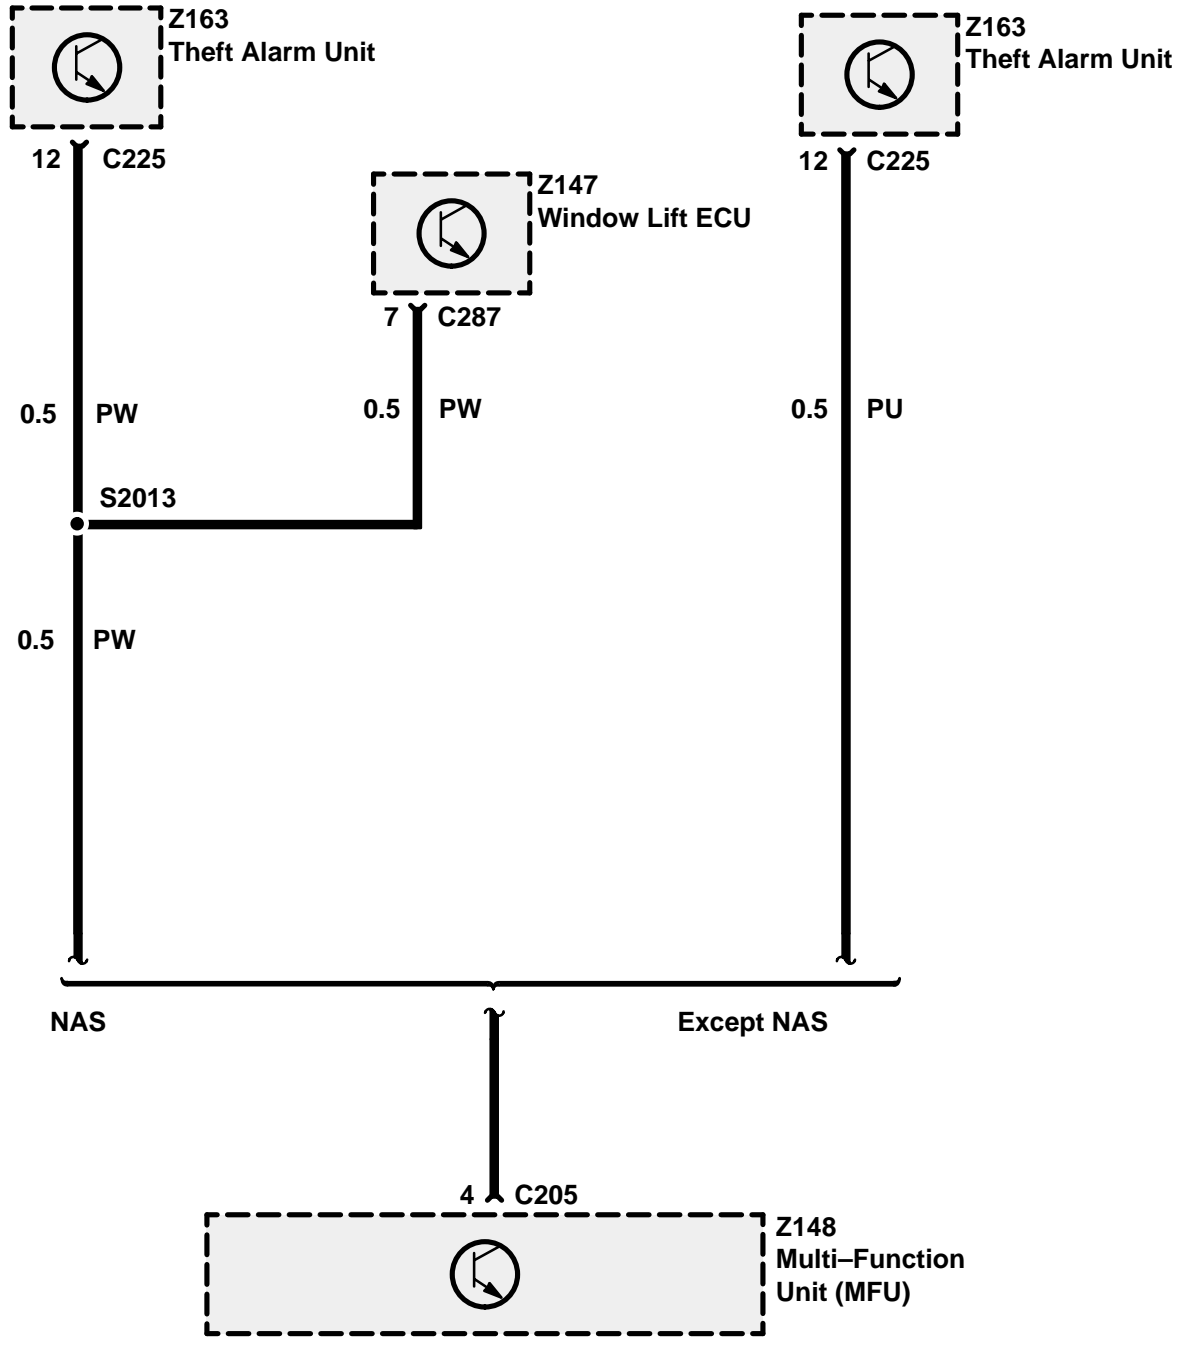 Z163
Theft Alarm Unit
12 C225
Z163
Theft Alarm Unit
12 C225
Z147
Window Lift ECU
7 C287
0.5 PW
0.5 PW
0.5 PU
S2013
0.5 PW
NAS
Except NAS
4 C205
Z148
Multi–Function
Unit (MFU)